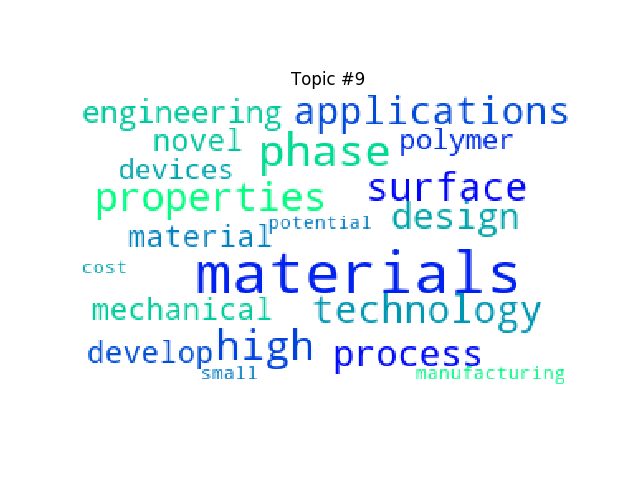 Topic #9
engineering applications
novel phase polymer
devices
properties surface
potential design
material
cost materials
mechanical technology
develop high process
small manufacturing